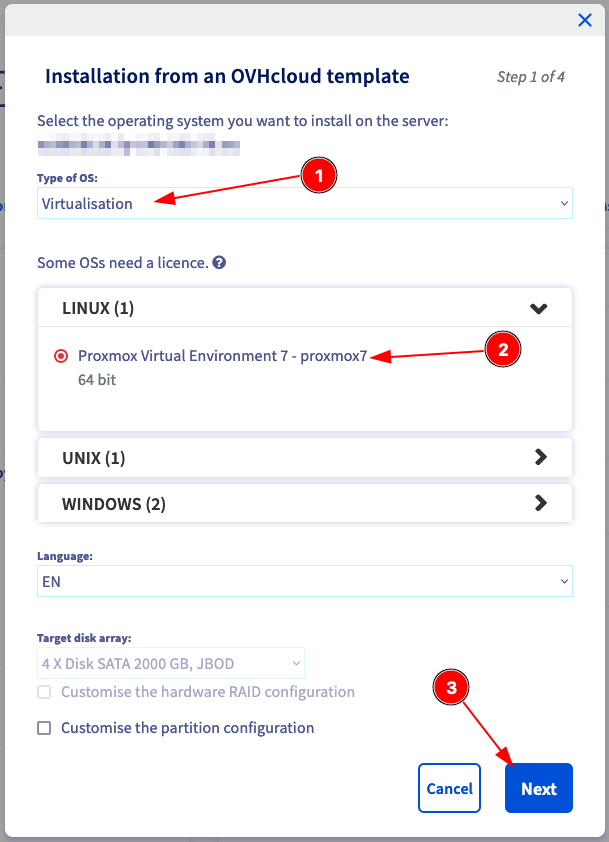 Installation from an OVHcloud template
Step 1 of 4
Select the operating system you want to install on the server:
Type of OS:
1
Virtualisation
Some OSs need a licence. ?
LINUX (1)
Proxmox Virtual Environment 7 - proxmox7
2
64 bit
UNIX (1)
WINDOWS (2)
Language:
EN
Target disk array:
4 X Disk SATA 2000 GB, JBOD
Customise the hardware RAID configuration
3
Customise the partition configuration
Cancel
Next